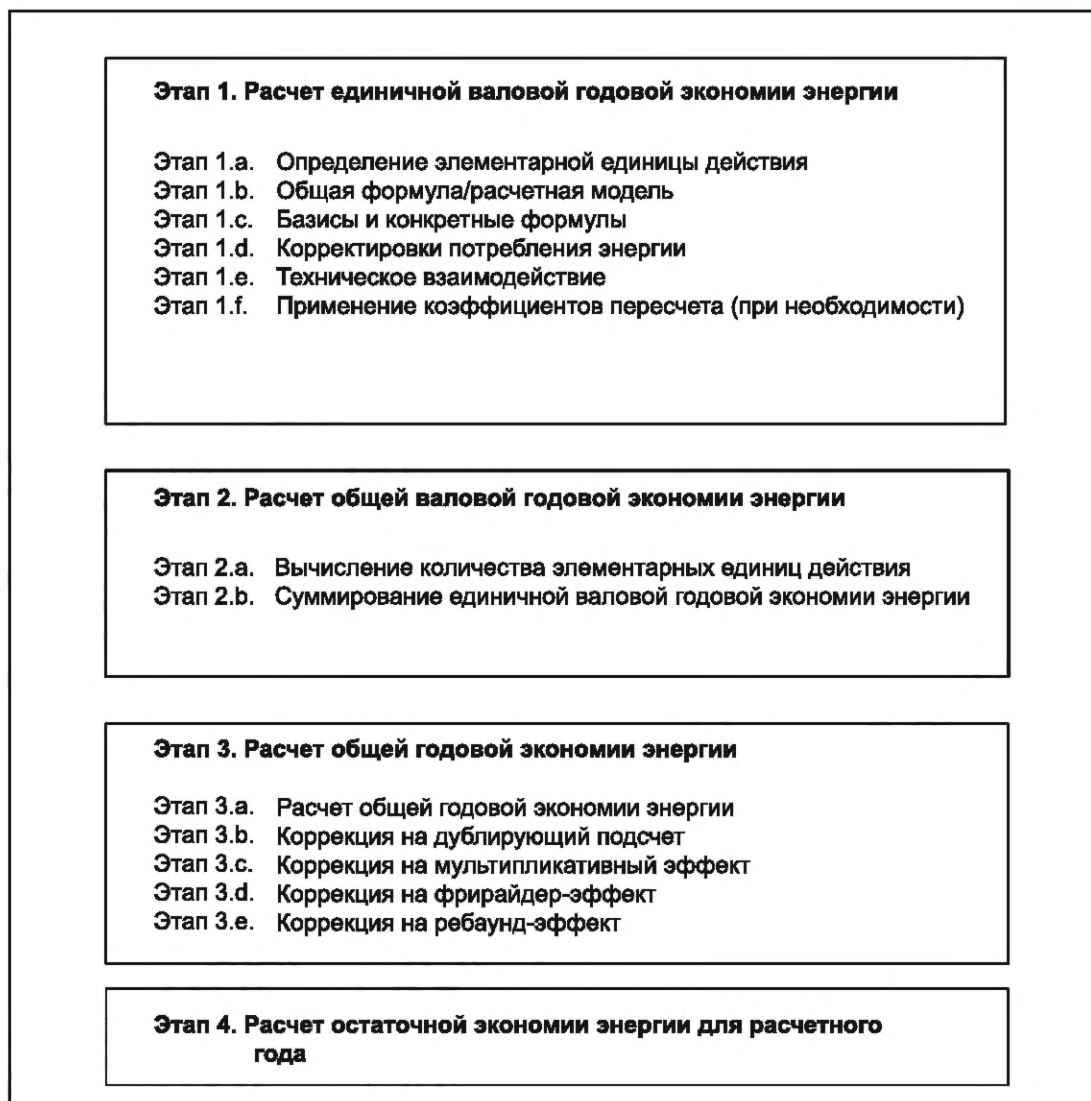 Этап 1. Расчет единичной валовой годовой экономии энергии
Этап 1.a. Определение элементарной единицы действия
Этап 1.b. Общая формула/расчетная модель
Этап 1.c. Базисы и конкретные формулы
Этап 1.d. Корректировки потребления энергии
Этап 1.e. Техническое взаимодействие
Этап 1.f. Применение коэффициентов пересчета (при необходимости)
Этап 2. Расчет общей валовой годовой экономии энергии
Этап 2.a. Вычисление количества элементарных единиц действия
Этап 2.b. Суммирование единичной валовой годовой экономии энергии
Этап 3. Расчет общей годовой экономии энергии
Этап 3.a. Расчет общей годовой экономии энергии
Этап 3.b. Коррекция на дублирующий подсчет
Этап 3.c. Коррекция на мультипликативный эффект
Этап 3.d. Коррекция на фрирайдер-эффект
Этап 3.e. Коррекция на ребаунд-эффект
Этап 4. Расчет остаточной экономии энергии для расчетного
года